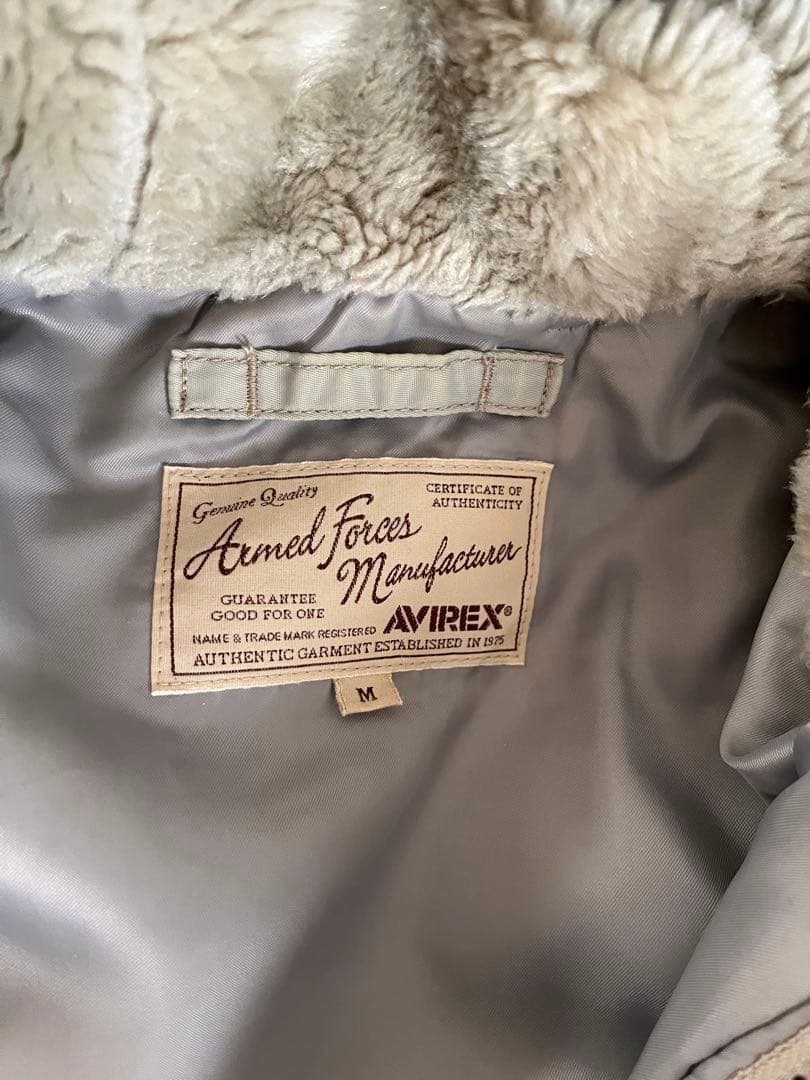 Genuine Quality
CERTIFICATE OF
AUTHENTICITY
Armed Forces
Manufacturer
GUARANTEE
GOOD FOR ONE
AVIREX®
NAME & TRADE MARK REGISTERED
AUTHENTIC GARMENT ESTABLISHED IN 1975
M